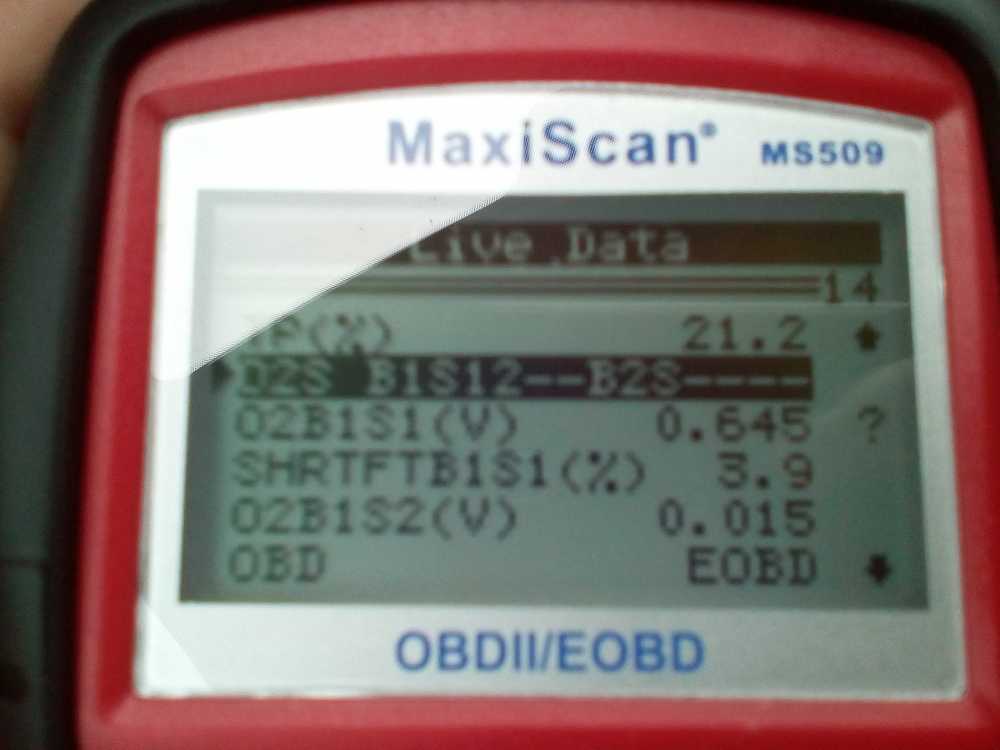 MaxiScan® MS509
Live Data
14
TP(%) 21.2
O2S B1S12--B2S----
O2B1S1(V) 0.645 ?
SHRTFTB1S1(%) 3.9
O2B1S2(V) 0.015
OBD EOBD
OBDII/EOBD